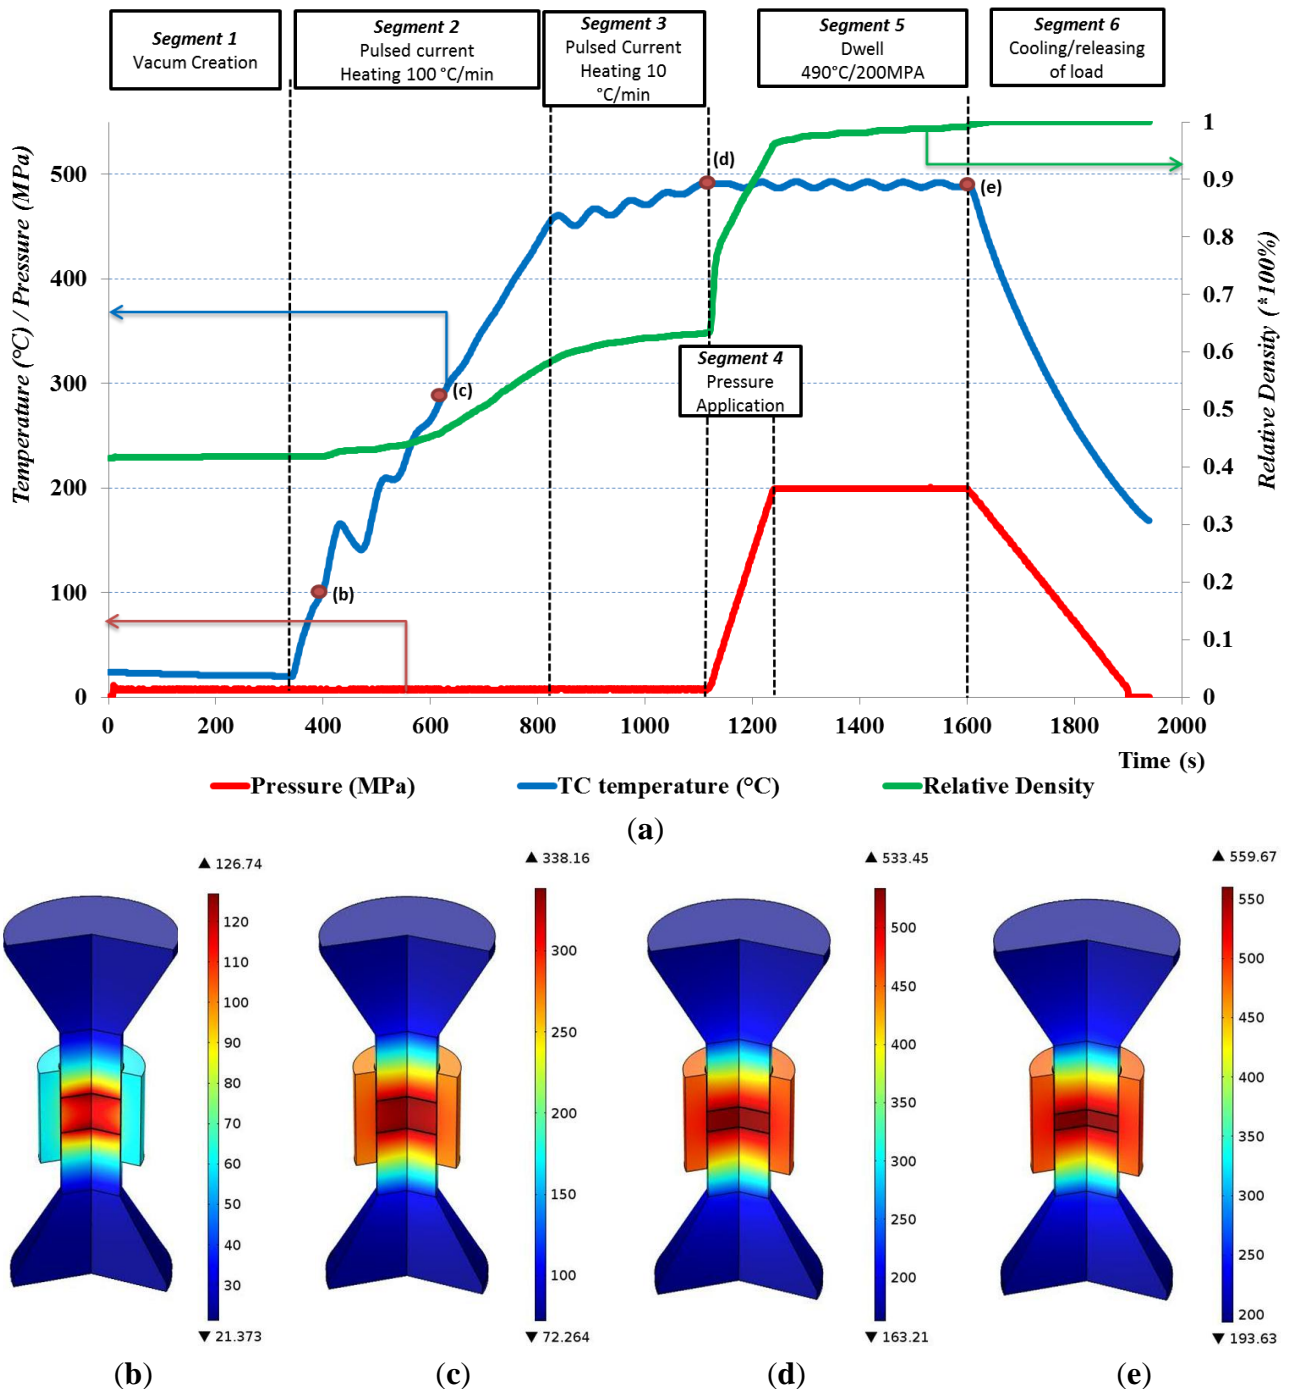 Segment 1
Vacum Creation
Segment 2
Pulsed current
Heating 100 °C/min
Segment 3
Pulsed Current
Heating 10
°C/min
Segment 5
Dwell
490°C/200MPA
Segment 6
Cooling/releasing
of load
Temperature (°C) / Pressure (MPa)
500
400
300
200
100
0
1
0.9
0.8
0.7
0.6
0.5
0.4
0.3
0.2
0.1
0
Relative Density (*100%)
(d)
(e)
(c)
(b)
Segment 4
Pressure
Application
0
200
400
600
800
1000
1200
1400
1600
1800
2000
Time (s)
Pressure (MPa)
TC temperature (°C)
Relative Density
(a)
▲ 126.74
120
110
100
90
80
70
60
50
40
30
▼ 21.373
(b)
▲ 338.16
300
250
200
150
100
▼ 72.264
(c)
▲ 533.45
500
450
400
350
300
250
200
▼ 163.21
(d)
▲ 559.67
550
500
450
400
350
300
250
200
▼ 193.63
(e)